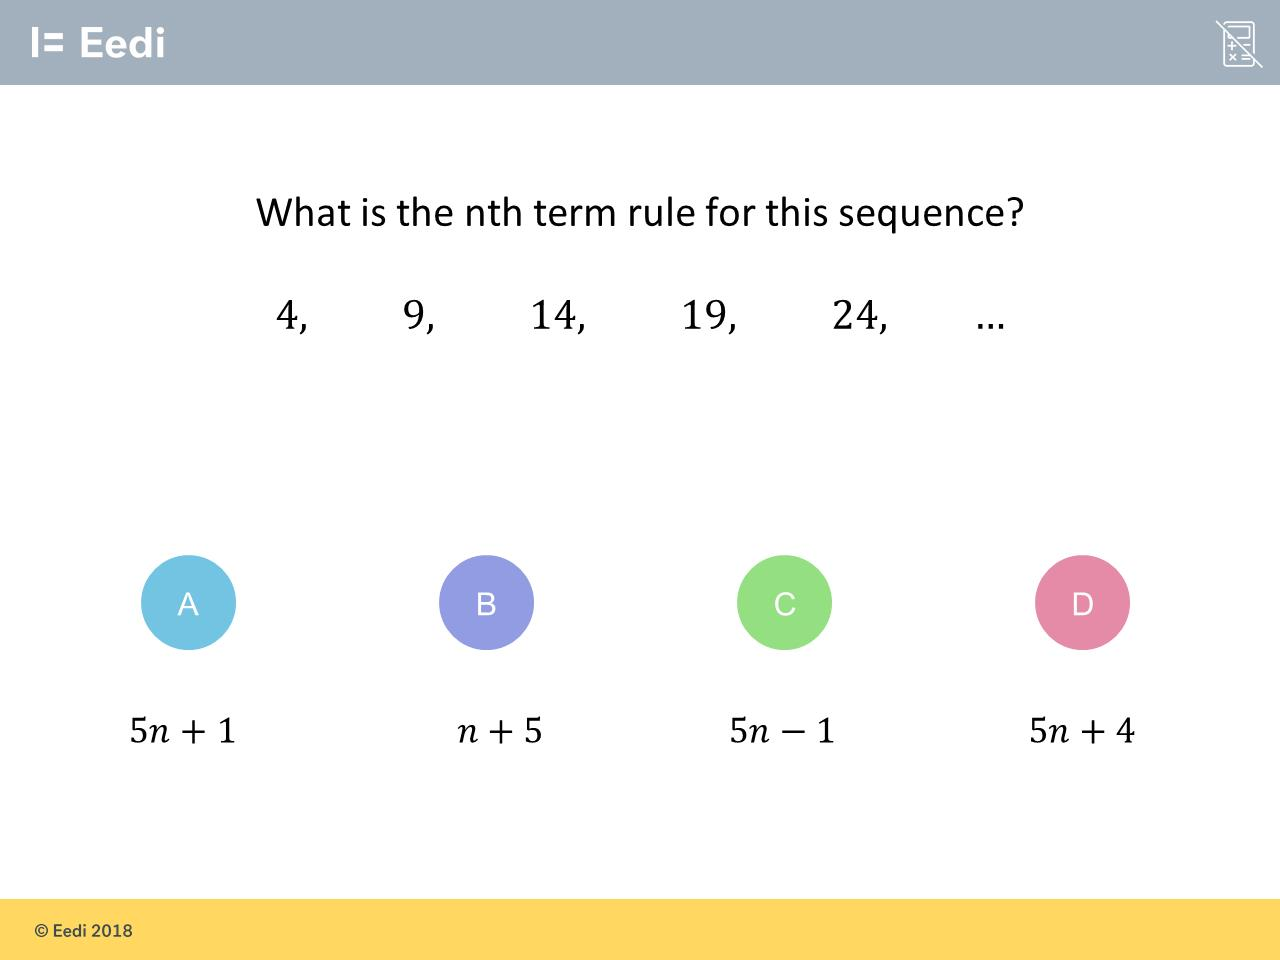 Eedi
What is the nth term rule for this sequence?
4, 9, 14, 19, 24, ...
A B C D
5n + 1 n + 5 5n − 1 5n + 4
© Eedi 2018